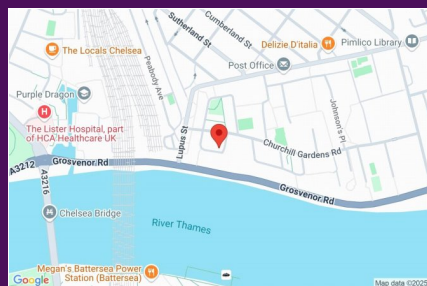 Sutherland St
Cumberland St
The Locals Chelsea
Delizie D'italia
Pimlico Library
Post Office
Peabody Ave
Purple Dragon
The Lister Hospital, part
of HCA Healthcare UK
Lupus St
Johnson's Pl
Churchill Gardens Rd
A3212
Grosvenor Rd
Grosvenor Rd
A3216
Chelsea Bridge
River Thames
Megan's Battersea Power
Station (Battersea)
Google
Map data ©2025